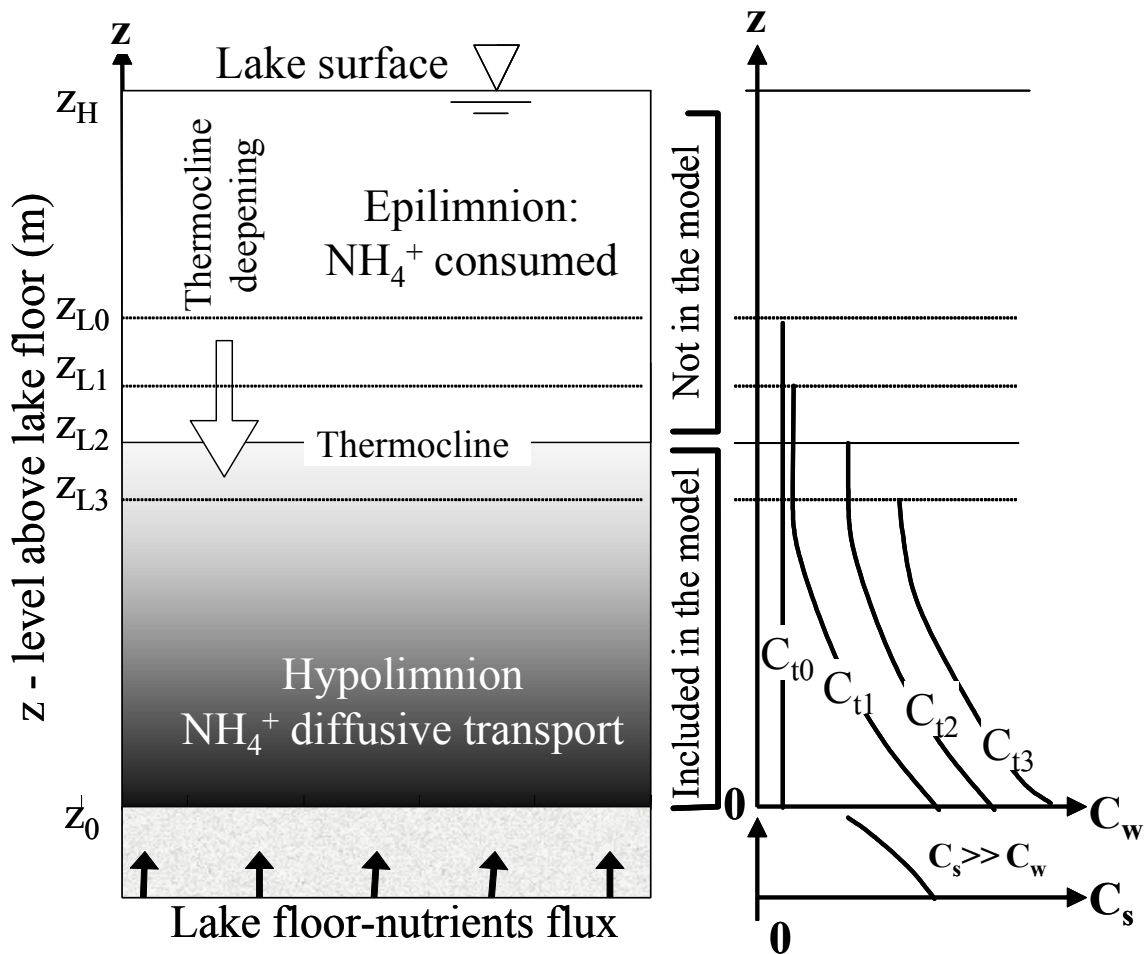 z
Lake surface
z_H
Thermocline
deepening
Epilimnion:
NH₄⁺ consumed
z_L0
z_L1
z_L2
Thermocline
z_L3
z - level above lake floor (m)
Hypolimnion
NH₄⁺ diffusive transport
z₀
Lake floor-nutrients flux
Not in the model
Included in the model
z
C_t0
C_t1
C_t2
C_t3
0
C_w
C_s>> C_w
C_s
0